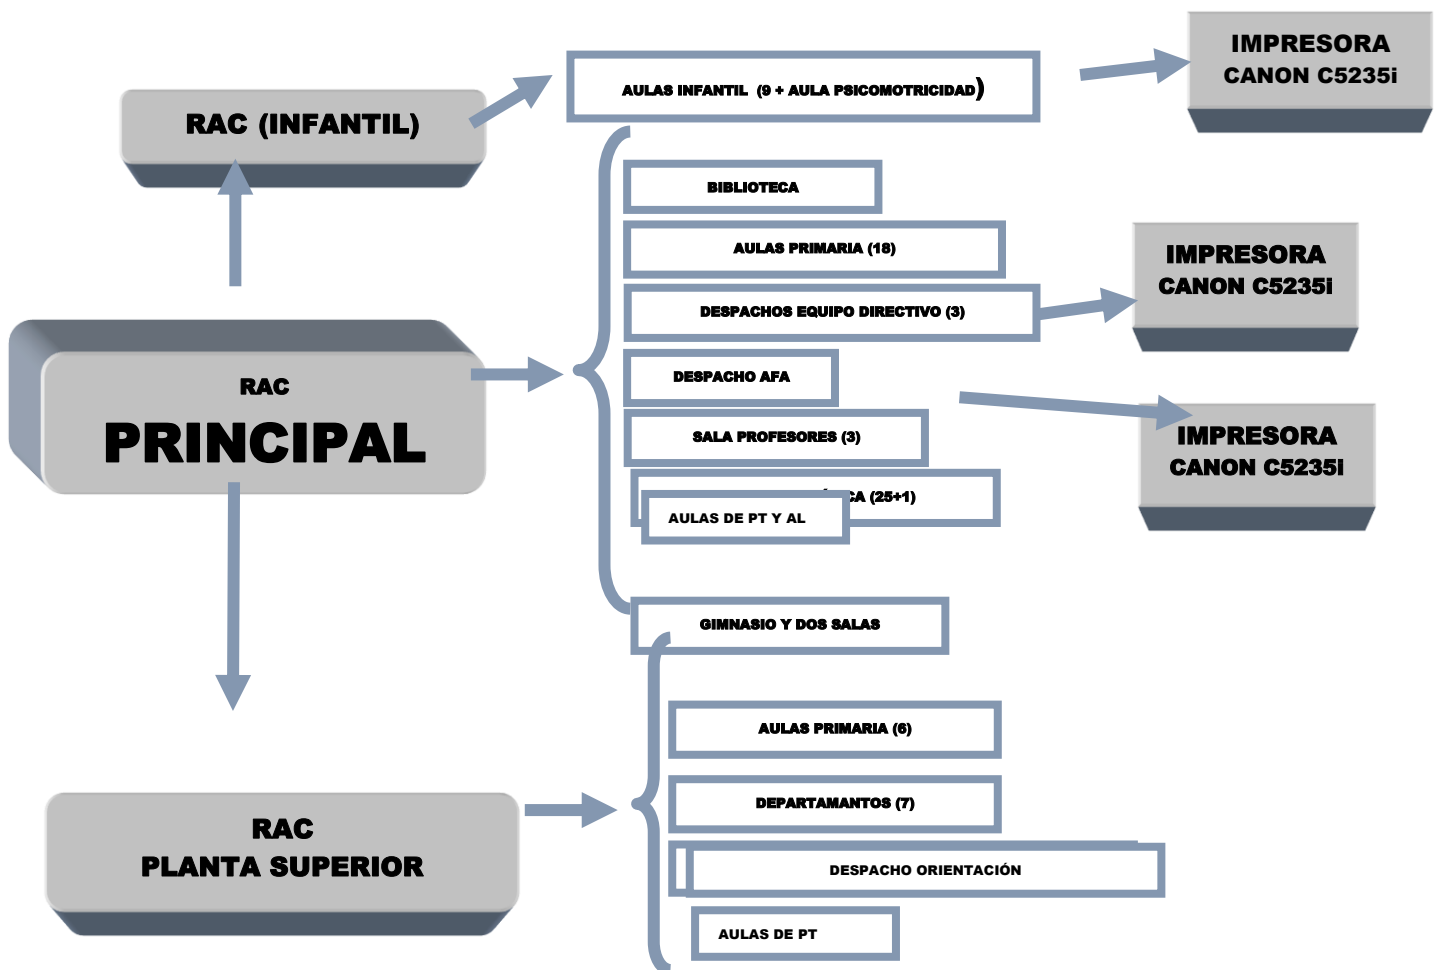 IMPRESORA
CANON C5235i
AULAS INFANTIL (9 + AULA PSICOMOTRICIDAD)
RAC (INFANTIL)
BIBLIOTECA
AULAS PRIMARIA (18)
IMPRESORA
CANON C5235I
DESPACHOS EQUIPO DIRECTIVO (3)
RAC
PRINCIPAL
DESPACHO AFA
SALA PROFESORES (3)
IMPRESORA
CANON C5235I
(25+1)
AULAS DE PT Y AL
GIMNASIO Y DOS SALAS
AULAS PRIMARIA (6)
DEPARTAMANTOS (7)
RAC
PLANTA SUPERIOR
DESPACHO ORIENTACIÓN
AULAS DE PT